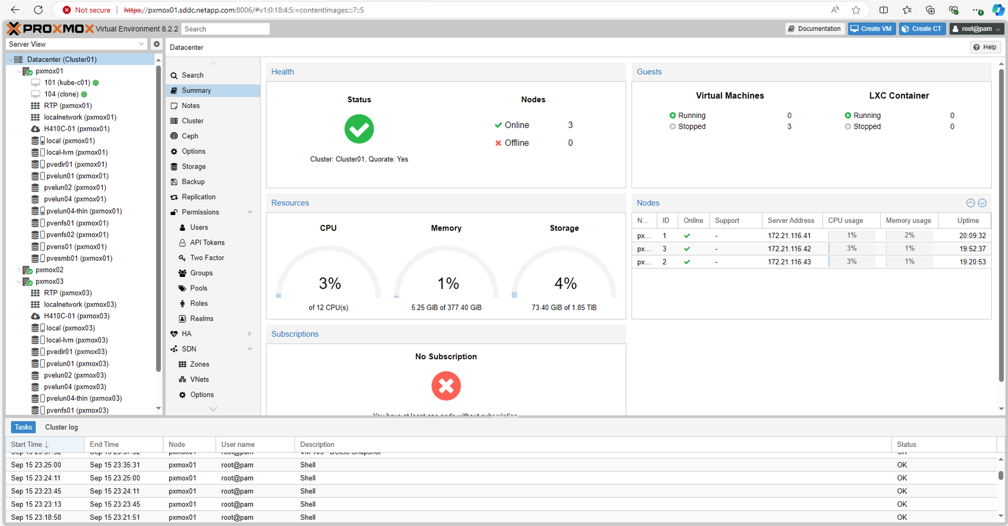 Not secure https://pxmox01.sddc.netapp.com:8006/#v1:0:18:4:5:=contentImages::7::5
PROXMOX Virtual Environment 8.2.2 Search Documentation Create VM Create CT root@pam
Server View Datacenter Help
Datacenter (Cluster01)
pxmox01
101 (kube-c01)
104 (clone)
RTP (pxmox01)
localnetwork (pxmox01)
H410C-01 (pxmox01)
local (pxmox01)
local-lvm (pxmox01)
pvedir01 (pxmox01)
pvelun01 (pxmox01)
pvelun02 (pxmox01)
pvelun04 (pxmox01)
pvelun04-thin (pxmox01)
pvenfs01 (pxmox01)
pvenfs02 (pxmox01)
pvens01 (pxmox01)
pvesmb01 (pxmox01)
pxmox02
pxmox03
RTP (pxmox03)
localnetwork (pxmox03)
H410C-01 (pxmox03)
local (pxmox03)
local-lvm (pxmox03)
pvedir01 (pxmox03)
pvelun01 (pxmox03)
pvelun02 (pxmox03)
pvelun04 (pxmox03)
pvelun04-thin (pxmox03)
pvenfs01 (pxmox03)
Search
Summary
Notes
Cluster
Ceph
Options
Storage
Backup
Replication
Permissions
Users
API Tokens
Two Factor
Groups
Pools
Roles
Realms
HA
SDN
Zones
VNets
Options
Health
Status Nodes
Online 3
Offline 0
Cluster: Cluster01, Quorate: Yes
Guests
Virtual Machines LXC Container
Running 0 Running 0
Stopped 3 Stopped 0
Resources
CPU Memory Storage
3% 1% 4%
of 12 CPU(s) 5.25 GiB of 377.40 GiB 73.40 GiB of 1.85 TiB
Nodes
N... ID Online Support Server Address CPU usage Memory usage Uptime
px... 1 - 172.21.116.41 1% 2% 20:09:32
px... 3 - 172.21.116.42 3% 1% 19:52:37
px... 2 - 172.21.116.43 3% 1% 19:20:53
Subscriptions
No Subscription
You have at least one node without subscription.
Tasks Cluster log
Start Time End Time Node User name Description Status
Sep 15 23:25:00 Sep 15 23:35:31 pxmox01 root@pam Shell OK
Sep 15 23:24:11 Sep 15 23:25:00 pxmox01 root@pam Shell OK
Sep 15 23:23:45 Sep 15 23:24:11 pxmox01 root@pam Shell OK
Sep 15 23:23:13 Sep 15 23:23:45 pxmox01 root@pam Shell OK
Sep 15 23:18:58 Sep 15 23:21:51 pxmox01 root@pam Shell OK